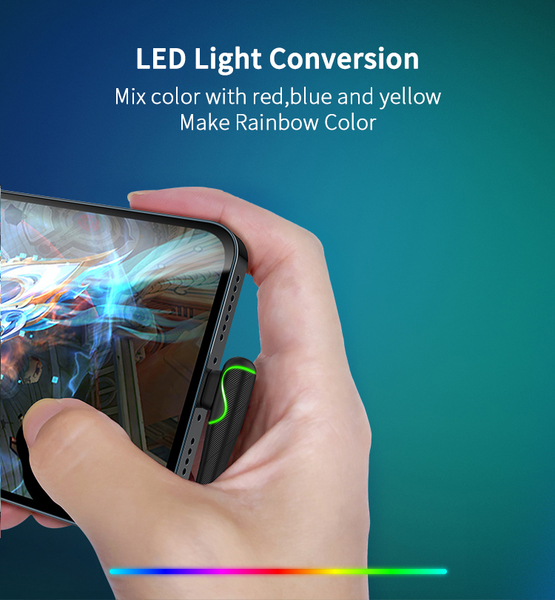 LED Light Conversion
Mix color with red,blue and yellow
Make Rainbow Color